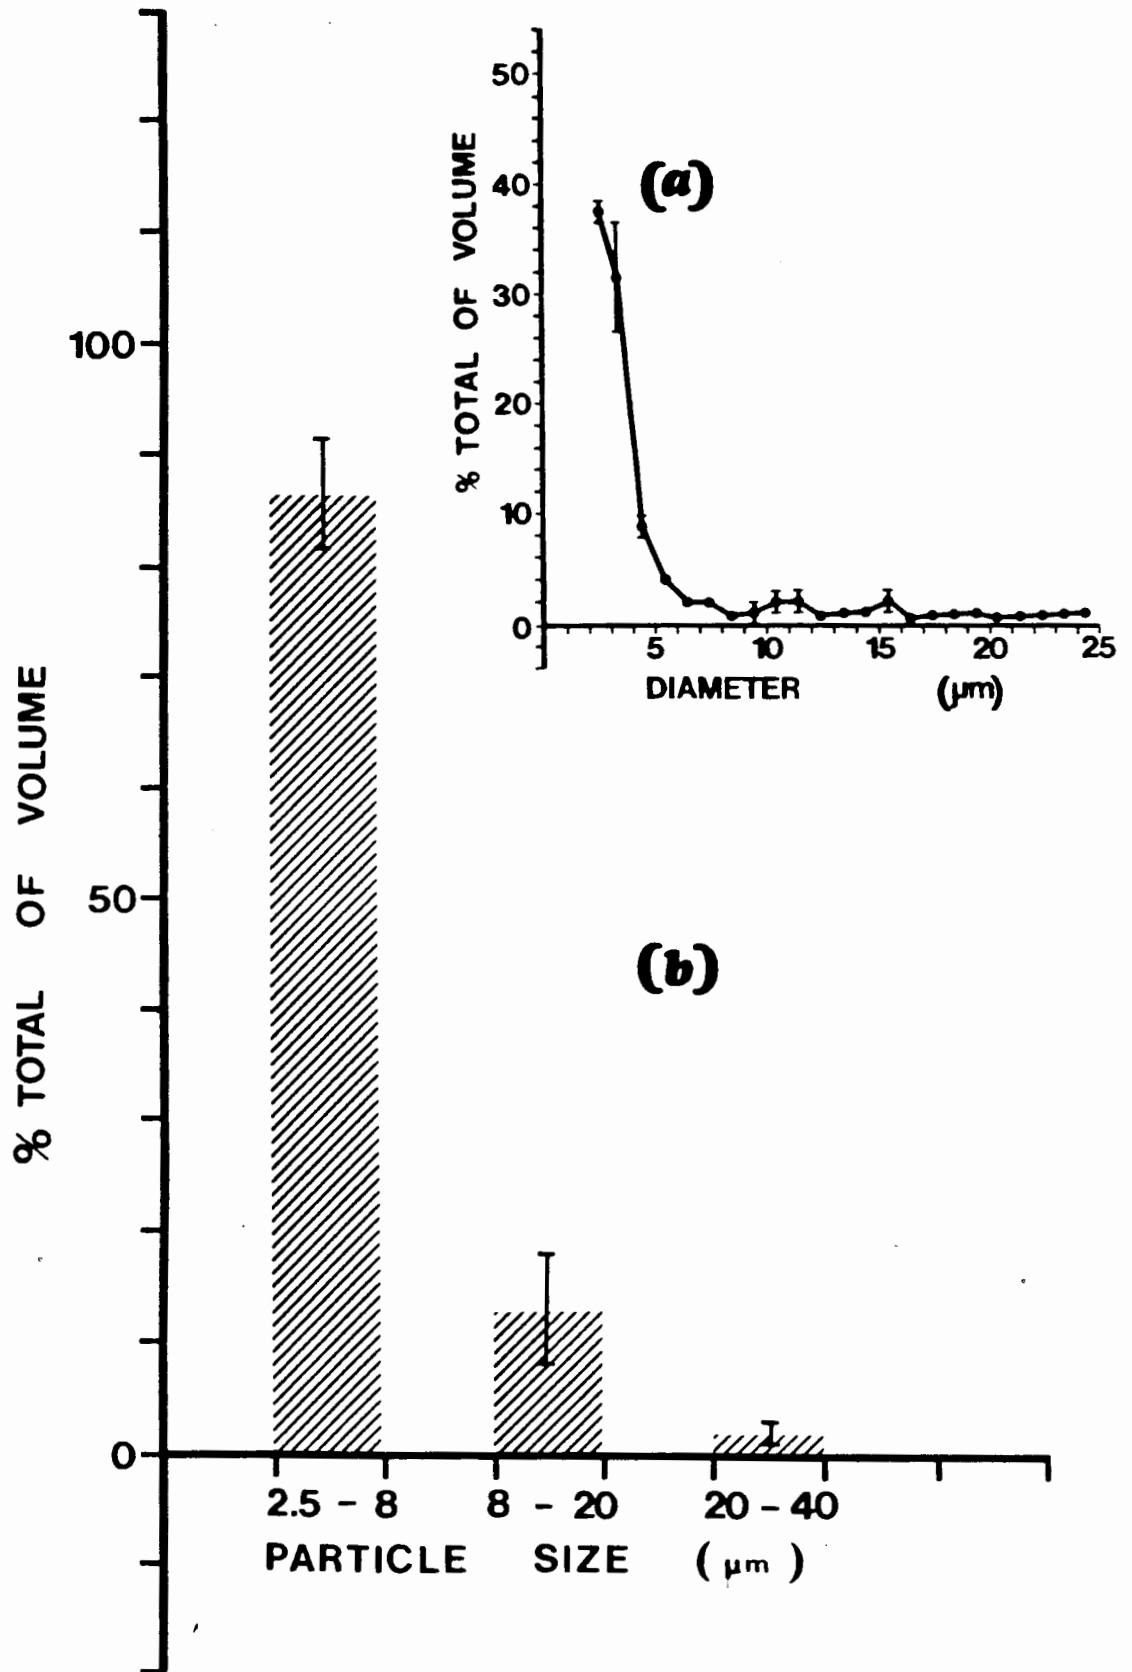 50
40
30
20
10
0
% TOTAL OF VOLUME
(a)
5 10 15 20 25
DIAMETER (μm)
100
50
0
% TOTAL OF VOLUME
(b)
2.5 - 8 8 - 20 20 - 40
PARTICLE SIZE (μm)